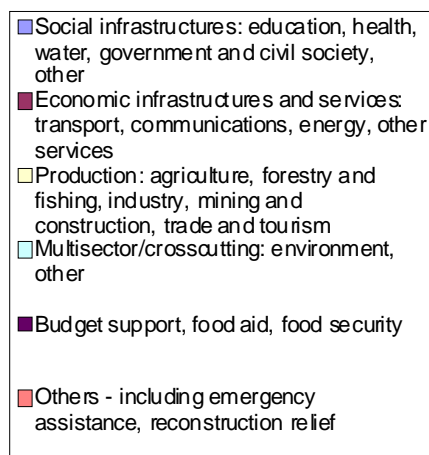 Social infrastructures: education, health,
water, government and civil society,
other
Economic infrastructures and services:
transport, communications, energy, other
services
Production: agriculture, forestry and
fishing, industry, mining and
construction, trade and tourism
Multisector/crosscutting: environment,
other
Budget support, food aid, food security
Others - including emergency
assistance, reconstruction relief